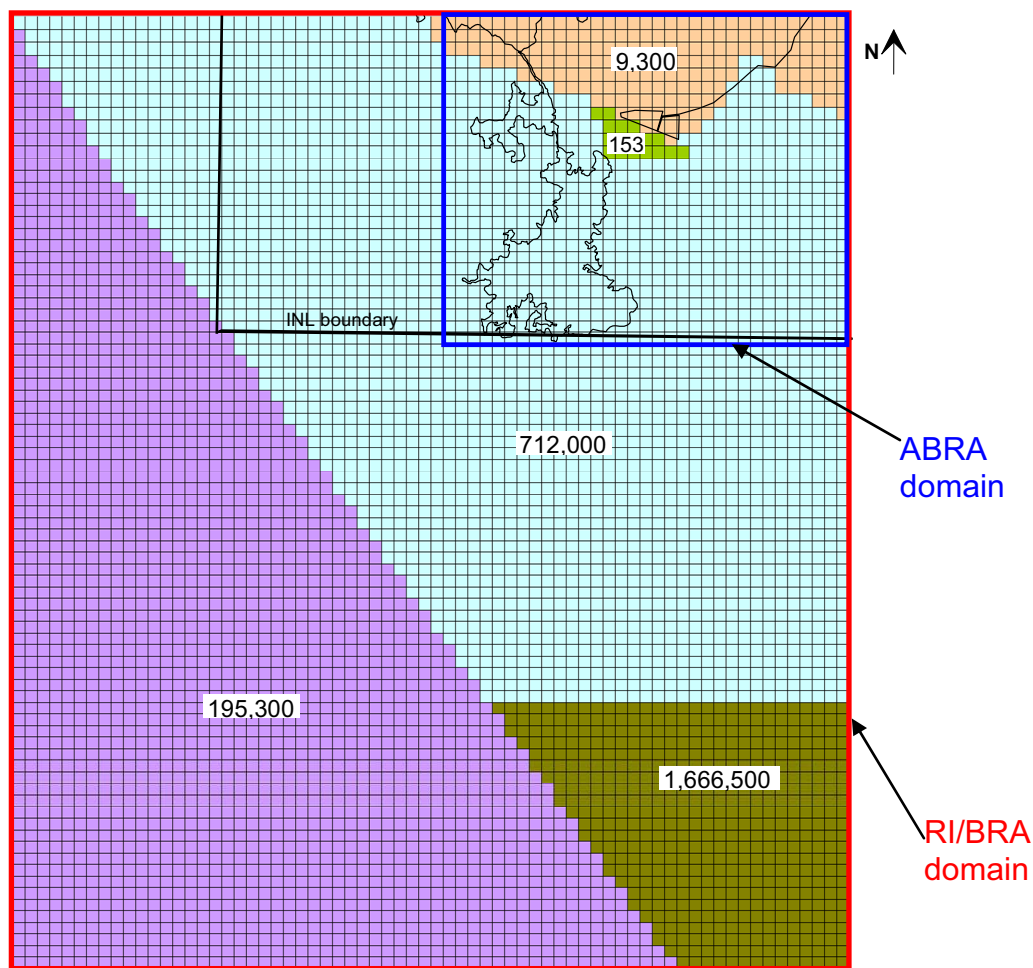 N
9,300
153
INL boundary
712,000
ABRA
domain
195,300
1,666,500
RI/BRA
domain